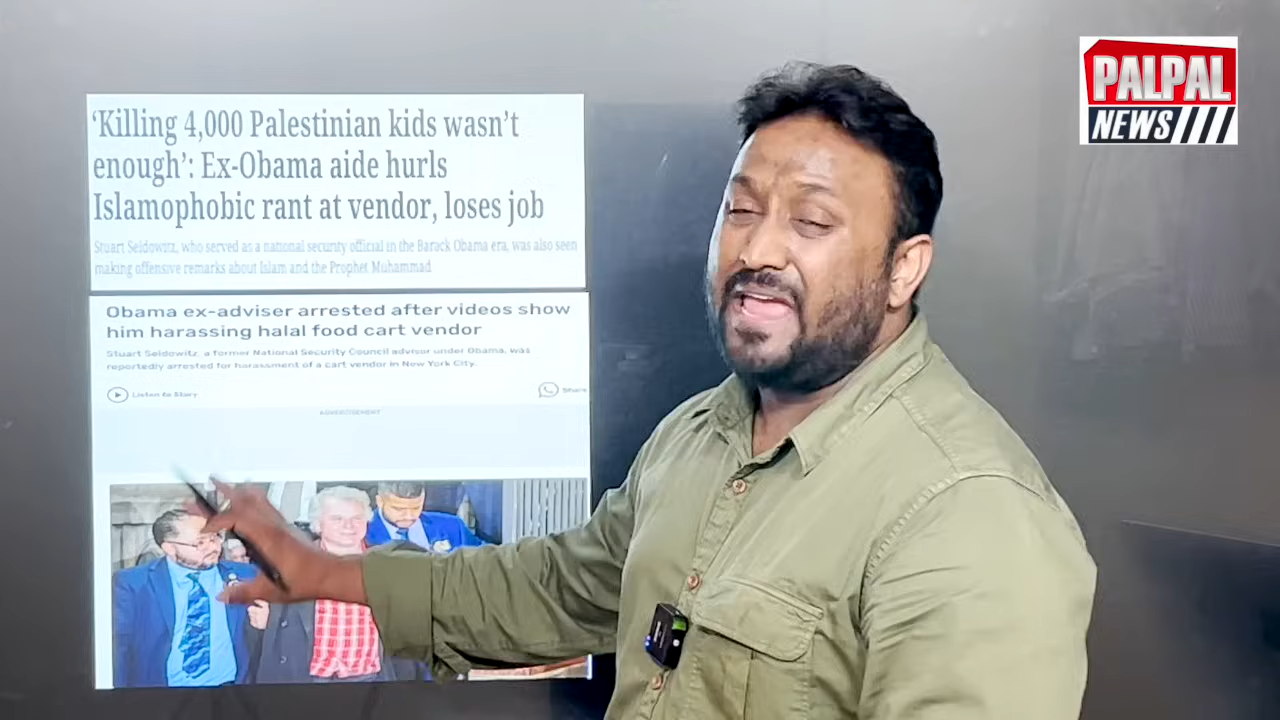 ‘Killing 4,000 Palestinian kids wasn’t
enough’: Ex-Obama aide hurls
Islamophobic rant at vendor, loses job
Stuart Seldowitz, who served as a national security official in the Barack Obama era, was also seen
making offensive remarks about Islam and the Prophet Muhammad
Obama ex-adviser arrested after videos show
him harassing halal food cart vendor
Stuart Seldowitz, a former National Security Council advisor under Obama, was
reportedly arrested for harassment of a cart vendor in New York City.
Listen to Story
Share
ADVERTISEMENT
PALPAL
NEWS